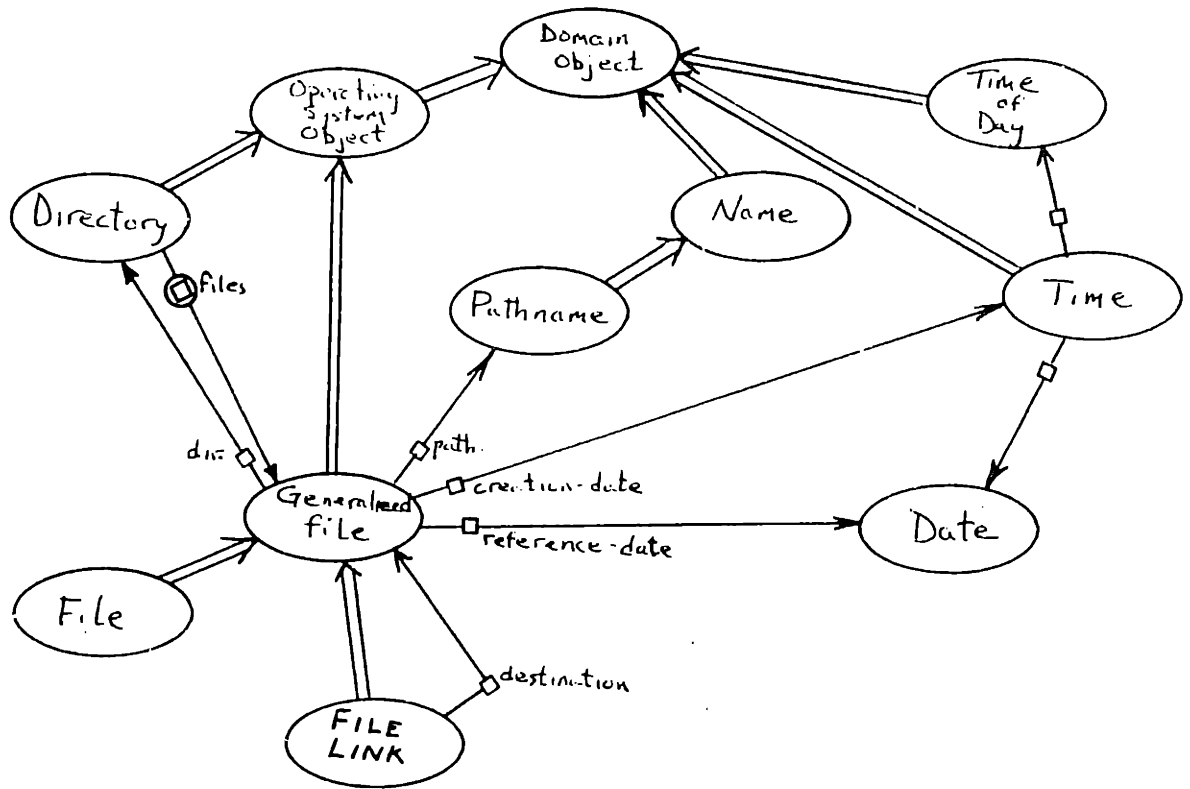 Domain
Object
Operating
System
Object
Time
of
Day
Directory
Name
files
Pathname
Time
dir
path
creation-date
Generalized
file
reference-date
Date
File
destination
FILE
LINK